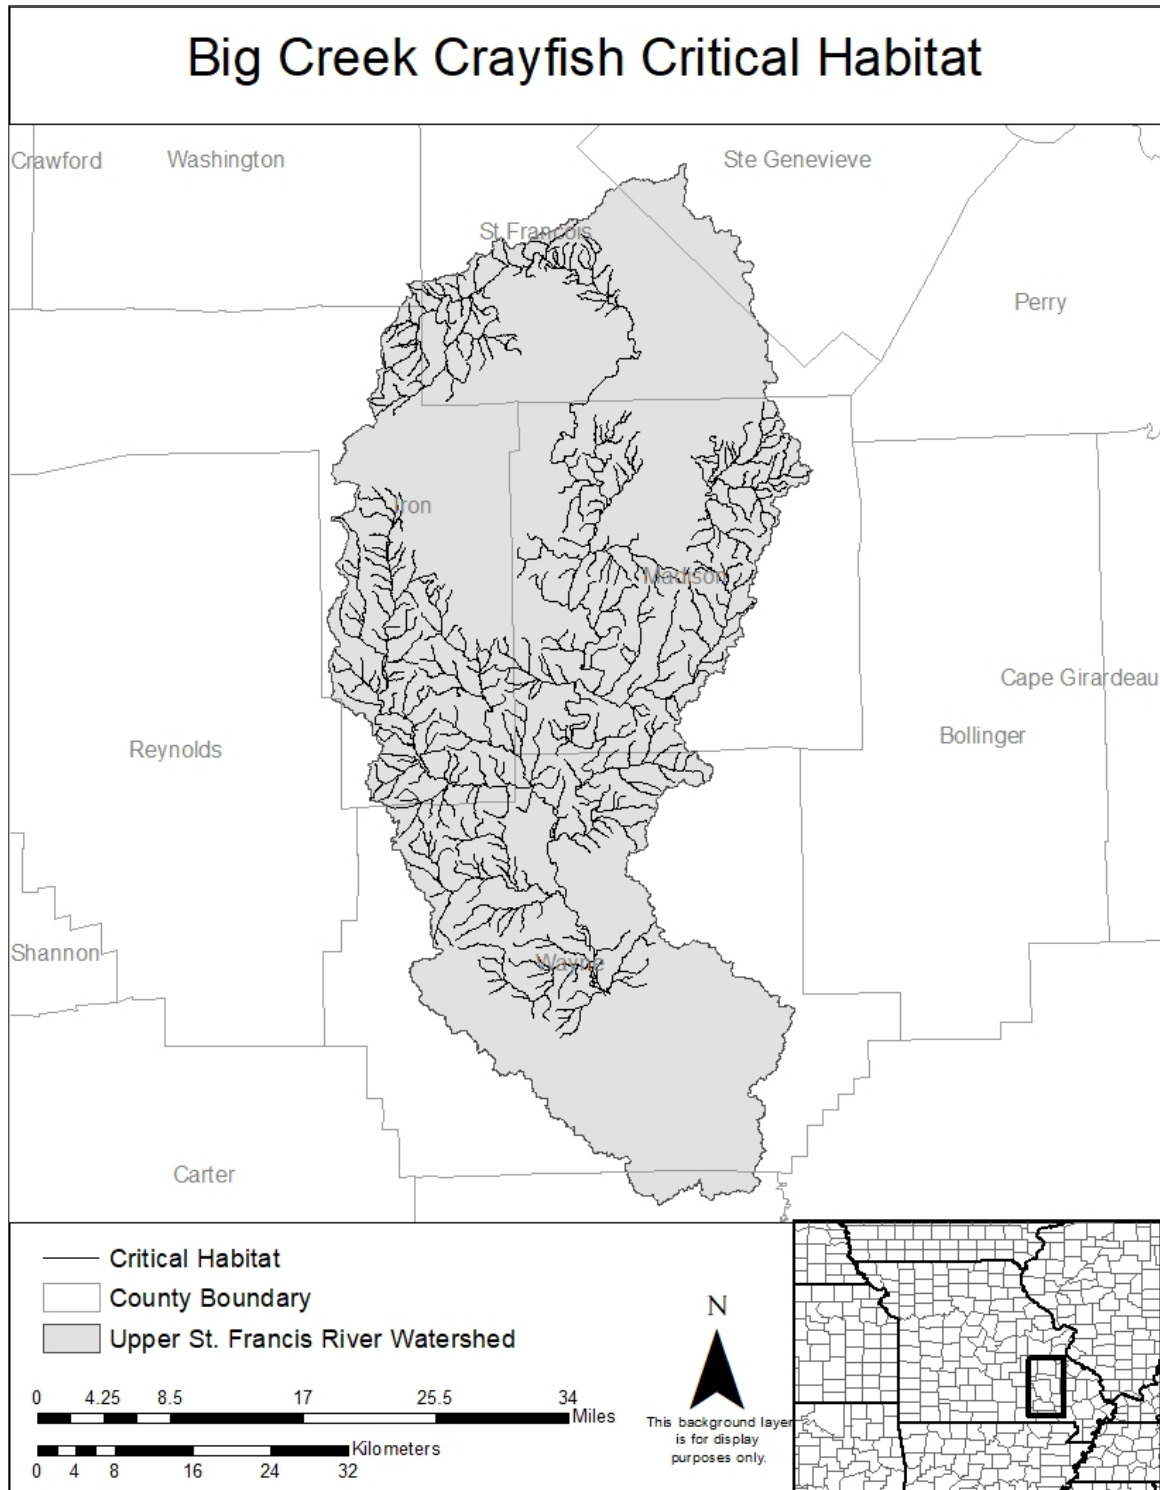 Big Creek Crayfish Critical Habitat
Crawford
Washington
Ste Genevieve
St Francois
Perry
Iron
Madison
Cape Girardeau
Bollinger
Reynolds
Shannon
Wayne
Carter
Critical Habitat
County Boundary
Upper St. Francis River Watershed
0 4.25 8.5 17 25.5 34
Miles
Kilometers
0 4 8 16 24 32
N
This background layer
is for display
purposes only.